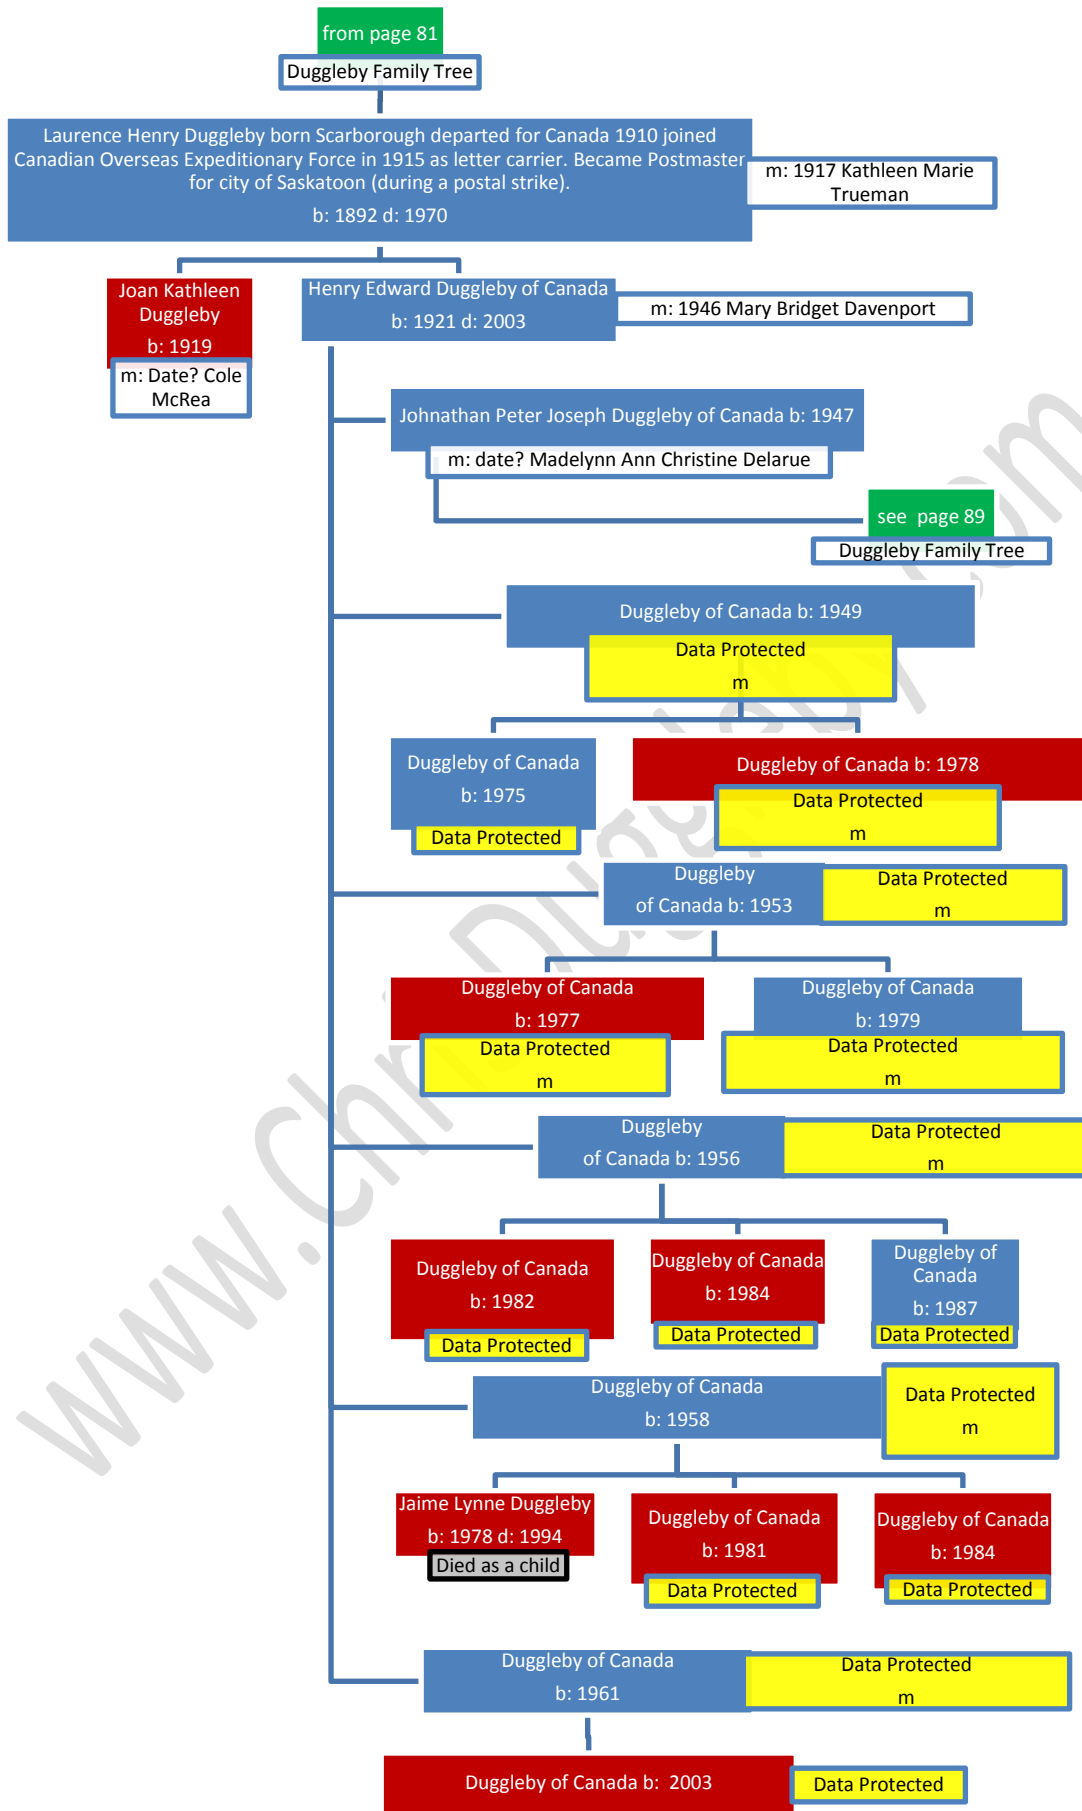 from page 81
Duggleby Family Tree
Laurence Henry Duggleby born Scarborough departed for Canada 1910 joined
Canadian Overseas Expeditionary Force in 1915 as letter carrier. Became Postmaster
for city of Saskatoon (during a postal strike).
b: 1892 d: 1970
m: 1917 Kathleen Marie
Trueman
Joan Kathleen
Duggleby
b: 1919
m: Date? Cole
McRea
Henry Edward Duggleby of Canada
b: 1921 d: 2003
m: 1946 Mary Bridget Davenport
Johnathan Peter Joseph Duggleby of Canada b: 1947
m: date? Madelynn Ann Christine Delarue
see page 89
Duggleby Family Tree
Duggleby of Canada b: 1949
Data Protected
m
Duggleby of Canada
b: 1975
Data Protected
Duggleby of Canada b: 1978
Data Protected
m
Duggleby
of Canada b: 1953
Data Protected
m
Duggleby of Canada
b: 1977
Data Protected
m
Duggleby of Canada
b: 1979
Data Protected
m
Duggleby
of Canada b: 1956
Data Protected
m
Duggleby of Canada
b: 1982
Data Protected
Duggleby of Canada
b: 1984
Data Protected
Duggleby of
Canada
b: 1987
Data Protected
Duggleby of Canada
b: 1958
Data Protected
m
Jaime Lynne Duggleby
b: 1978 d: 1994
Died as a child
Duggleby of Canada
b: 1981
Data Protected
Duggleby of Canada
b: 1984
Data Protected
Duggleby of Canada
b: 1961
Data Protected
m
Duggleby of Canada b: 2003
Data Protected
www.ChrisDuggleby.com